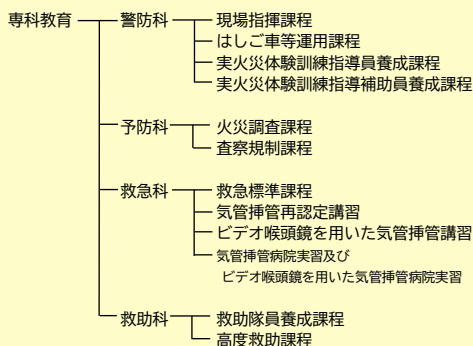 専科教育 警防科 現場指揮課程
はしご車等運用課程
実火災体験訓練指導員養成課程
実火災体験訓練指導補助員養成課程
予防科 火災調査課程
査察規制課程
救急科 救急標準課程
気管挿管再認定講習
ビデオ喉頭鏡を用いた気管挿管講習
気管挿管病院実習及び
ビデオ喉頭鏡を用いた気管挿管病院実習
救助科 救助隊員養成課程
高度救助課程